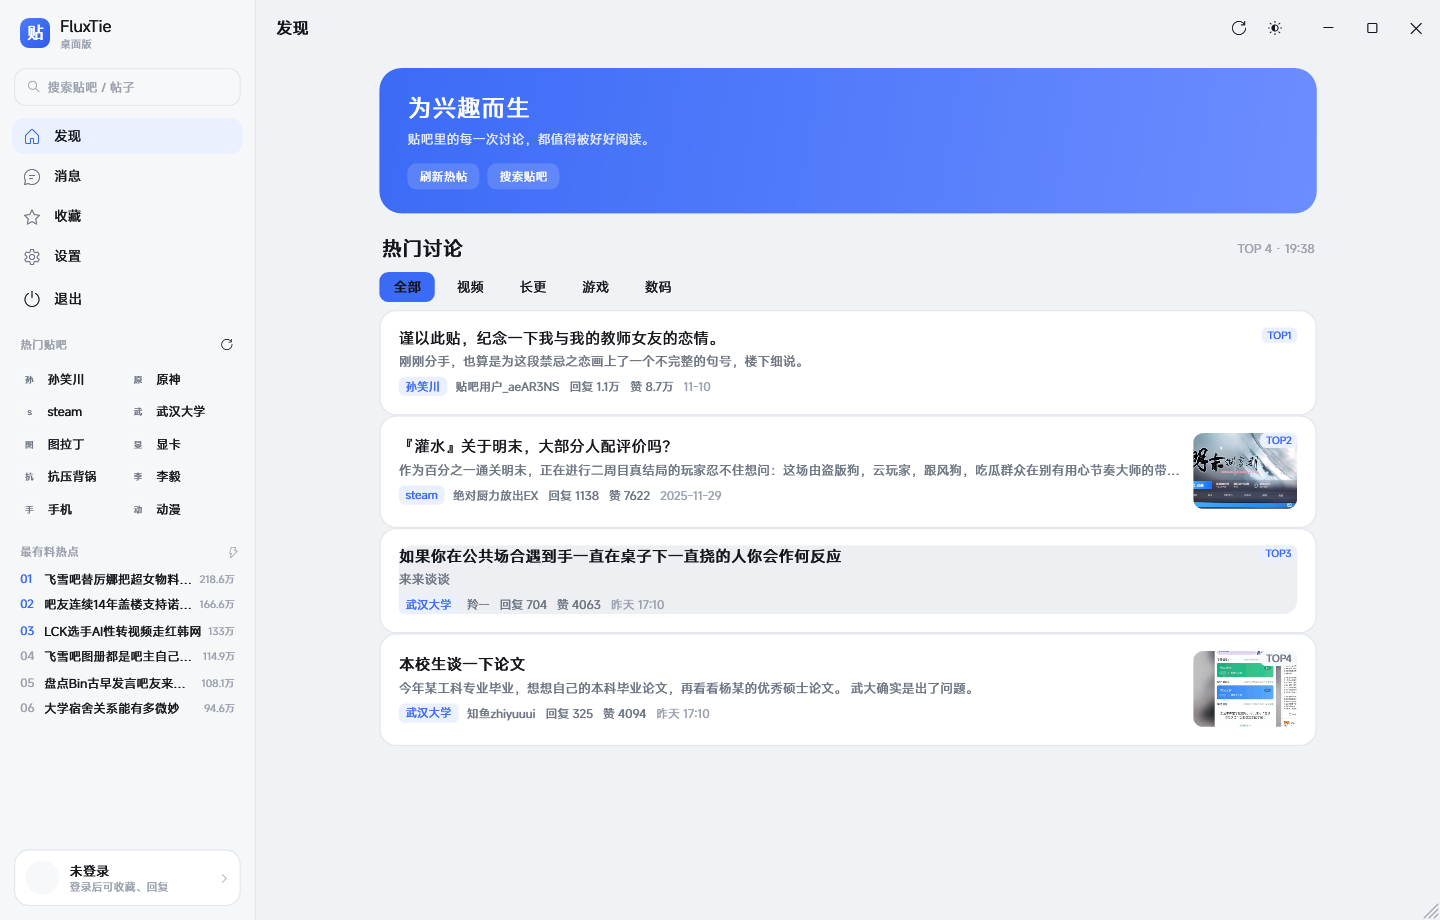 贴 FluxTie
桌面版
搜索贴吧 / 帖子
发现
消息
收藏
设置
退出
热门贴吧
孙 孙笑川 原 原神
s steam 武 武汉大学
图 图拉丁 显 显卡
抗 抗压背锅 李 李毅
手 手机 动 动漫
最有料热点
01 飞雪吧替厉娜把超女物料... 218.6万
02 吧友连续14年盖楼支持诺... 166.6万
03 LCK选手AI性转视频走红韩网 133万
04 飞雪吧图册都是吧主自己... 114.9万
05 盘点Bin古早发言吧友来... 108.1万
06 大学宿舍关系能有多微妙 94.6万
未登录
登录后可收藏、回复
发现
为兴趣而生
贴吧里的每一次讨论，都值得被好好阅读。
刷新热帖 搜索贴吧
热门讨论 TOP 4 · 19:38
全部 视频 长更 游戏 数码
谨以此贴，纪念一下我与我的教师女友的恋情。 TOP1
刚刚分手，也算是为这段禁忌之恋画上了一个不完整的句号，楼下细说。
孙笑川 贴吧用户_aeAR3NS 回复 1.1万 赞 8.7万 11-10
『灌水』关于明末，大部分人配评价吗？ TOP2
作为百分之一通关明末，正在进行二周目真结局的玩家忍不住想问：这场由盗版狗，云玩家，跟风狗，吃瓜群众在别有用心节奏大师的带...
steam 绝对厨力放出EX 回复 1138 赞 7622 2025-11-29
如果你在公共场合遇到手一直在桌子下一直挠的人你会作何反应 TOP3
来来谈谈
武汉大学 羚一 回复 704 赞 4063 昨天 17:10
本校生谈一下论文 TOP4
今年某工科专业毕业，想想自己的本科毕业论文，再看看杨某的优秀硕士论文。 武大确实是出了问题。
武汉大学 知鱼zhiyuuui 回复 325 赞 4094 昨天 17:10